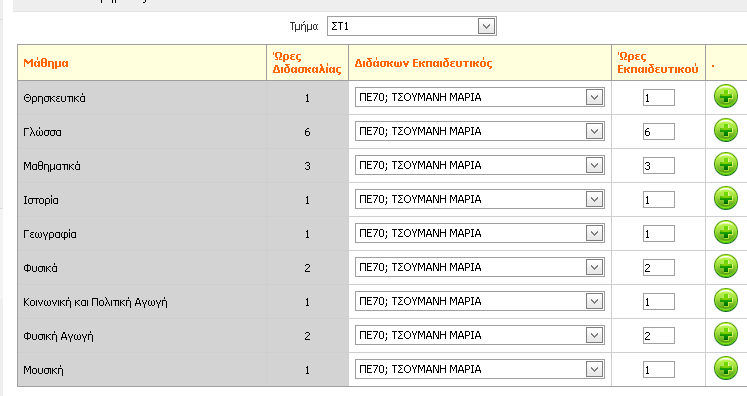 Τμήμα ΣΤ1
Μάθημα Ώρες Διδασκαλίας Διδάσκων Εκπαιδευτικός Ώρες Εκπαιδευτικού .
Θρησκευτικά 1 ΠΕ70; ΤΣΟΥΜΑΝΗ ΜΑΡΙΑ 1
Γλώσσα 6 ΠΕ70; ΤΣΟΥΜΑΝΗ ΜΑΡΙΑ 6
Μαθηματικά 3 ΠΕ70; ΤΣΟΥΜΑΝΗ ΜΑΡΙΑ 3
Ιστορία 1 ΠΕ70; ΤΣΟΥΜΑΝΗ ΜΑΡΙΑ 1
Γεωγραφία 1 ΠΕ70; ΤΣΟΥΜΑΝΗ ΜΑΡΙΑ 1
Φυσικά 2 ΠΕ70; ΤΣΟΥΜΑΝΗ ΜΑΡΙΑ 2
Κοινωνική και Πολιτική Αγωγή 1 ΠΕ70; ΤΣΟΥΜΑΝΗ ΜΑΡΙΑ 1
Φυσική Αγωγή 2 ΠΕ70; ΤΣΟΥΜΑΝΗ ΜΑΡΙΑ 2
Μουσική 1 ΠΕ70; ΤΣΟΥΜΑΝΗ ΜΑΡΙΑ 1